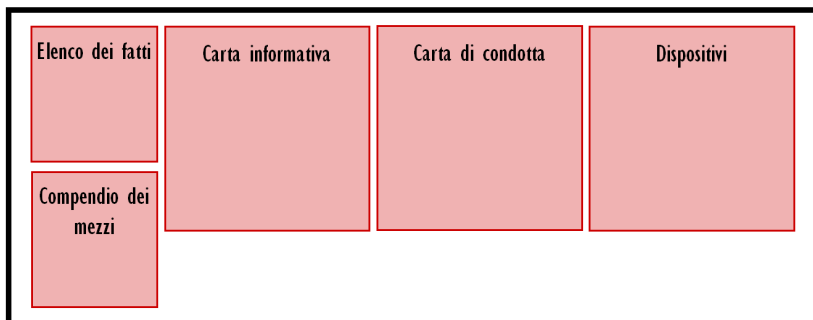 Elenco dei fatti
Carta informativa
Carta di condotta
Dispositivi
Compendio dei
mezzi